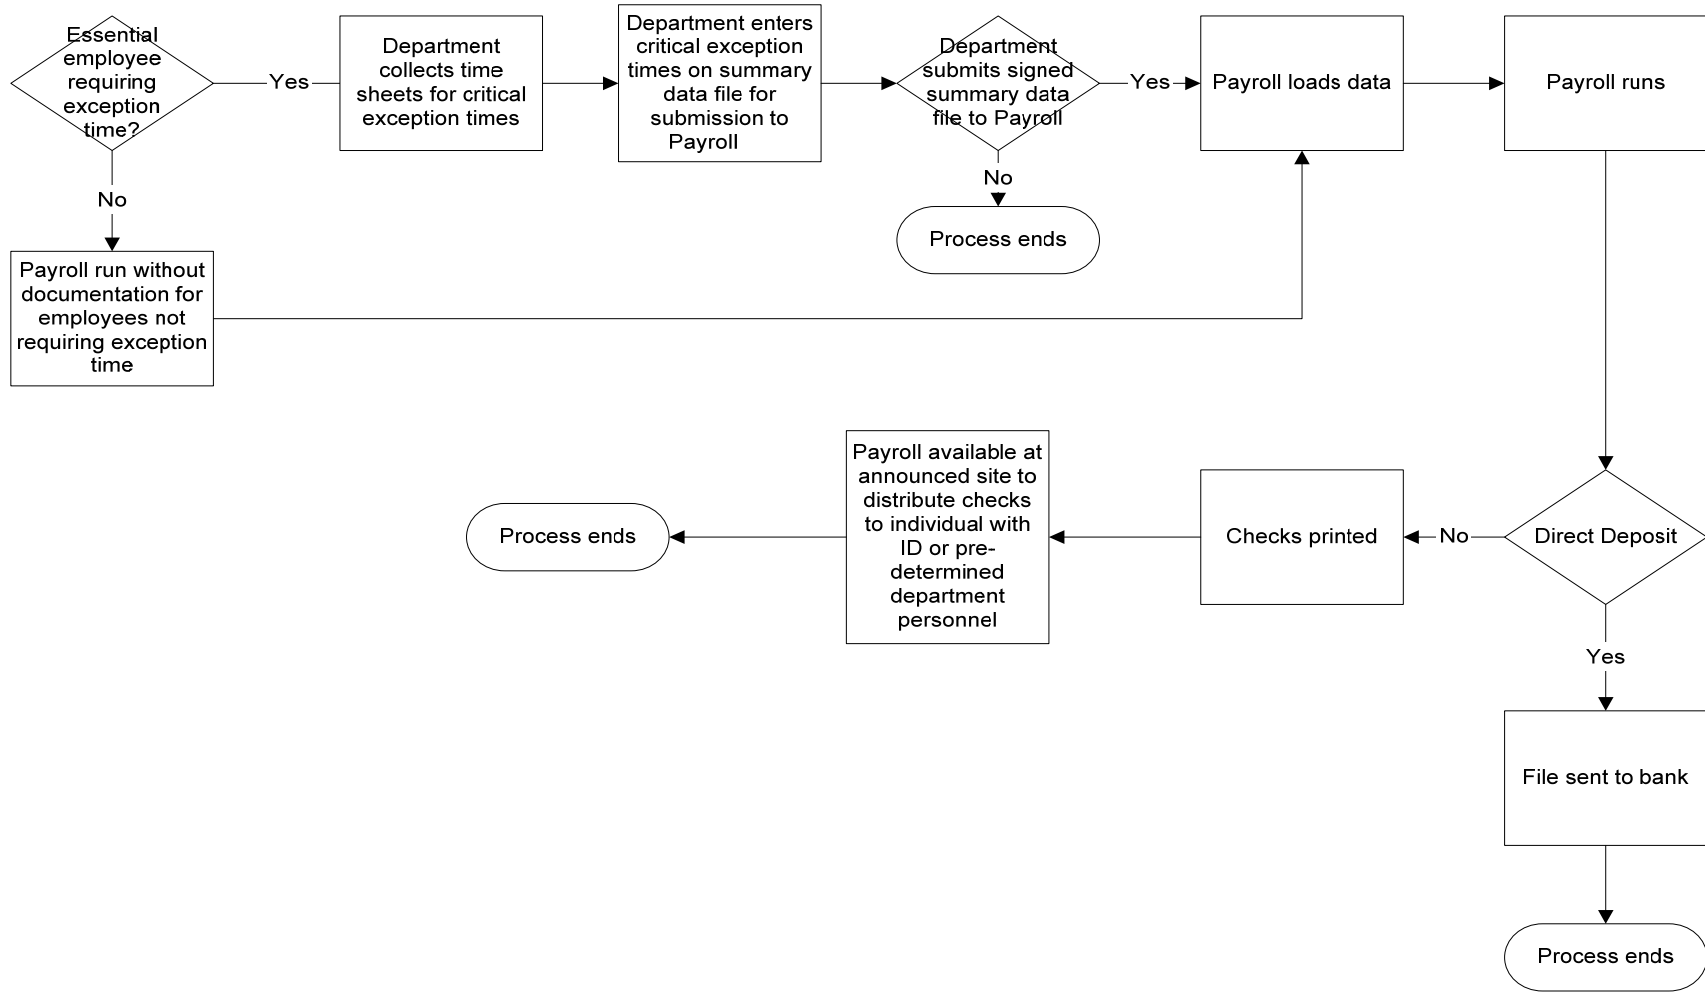 Essential
employee
requiring
exception
time?
Yes
Department
collects time
sheets for critical
exception times
Department enters
critical exception
times on summary
data file for
submission to
Payroll
Department
submits signed
summary data
file to Payroll
Yes
Payroll loads data
Payroll runs
No
No
Process ends
Payroll run without
documentation for
employees not
requiring exception
time
Payroll available at
announced site to
distribute checks
to individual with
ID or pre-
determined
department
personnel
Process ends
Checks printed
No
Direct Deposit
Yes
File sent to bank
Process ends